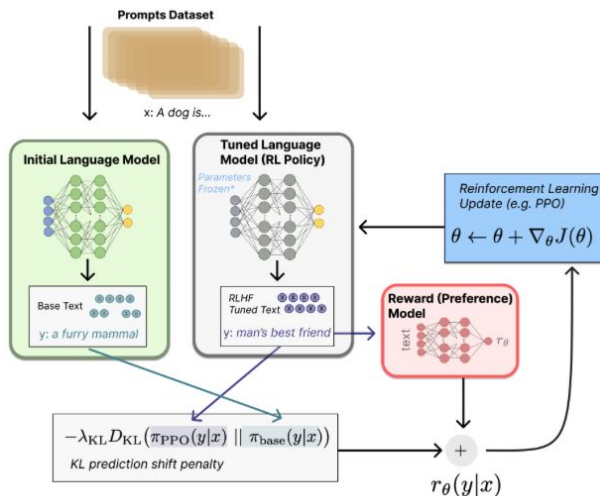 Prompts Dataset
x: A dog is...
Initial Language Model
Tuned Language
Model (RL Policy)
Parameters
Frozen*
Reinforcement Learning
Update (e.g. PPO)
θ ← θ + ∇θJ(θ)
Base Text
y: a furry mammal
RLHF
Tuned Text
y: man's best friend
Reward (Preference)
Model
text
rθ
−λKL DKL(πPPO(y|x) || πbase(y|x))
KL prediction shift penalty
+
rθ(y|x)